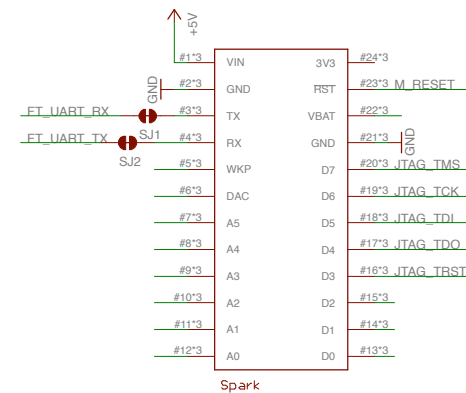 +5V
#1*3 VIN 3V3 #24*3
GND #2*3 GND RST #23*3 M_RESET
FT_UART_RX #3*3 TX VBAT #22*3
SJ1
FT_UART_TX #4*3 RX GND #21*3 GND
SJ2
#5*3 WKP D7 #20*3 JTAG_TMS
#6*3 DAC D6 #19*3 JTAG_TCK
#7*3 A5 D5 #18*3 JTAG_TDI
#8*3 A4 D4 #17*3 JTAG_TDO
#9*3 A3 D3 #16*3 JTAG_TRST
#10*3 A2 D2 #15*3
#11*3 A1 D1 #14*3
#12*3 A0 D0 #13*3
Spark